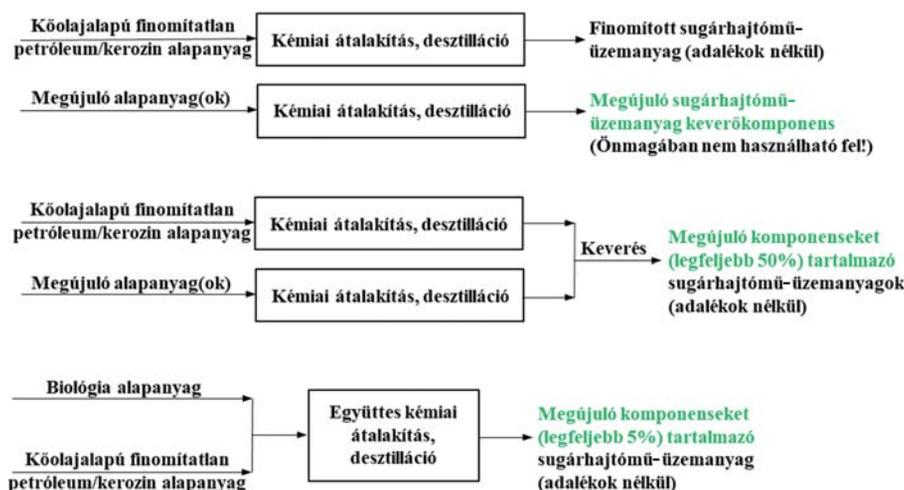 Kőolajalapú finomítatlan
petróleum/kerozin alapanyag
Kémiai átalakítás, desztilláció
Finomított sugárhajtómű-
üzemanyag (adalékok nélkül)
Megújuló alapanyag(ok)
Kémiai átalakítás, desztilláció
Megújuló sugárhajtómű-
üzemanyag keverőkomponens
(Önmagában nem használható fel!)
Kőolajalapú finomítatlan
petróleum/kerozin alapanyag
Kémiai átalakítás, desztilláció
Megújuló alapanyag(ok)
Kémiai átalakítás, desztilláció
Keverés
Megújuló komponenseket
(legfeljebb 50%) tartalmazó
sugárhajtómű-üzemanyagok
(adalékok nélkül)
Biológia alapanyag
Kőolajalapú finomítatlan
petróleum/kerozin alapanyag
Együttes kémiai
átalakítás,
desztilláció
Megújuló komponenseket
(legfeljebb 5%) tartalmazó
sugárhajtómű-üzemanyag
(adalékok nélkül)